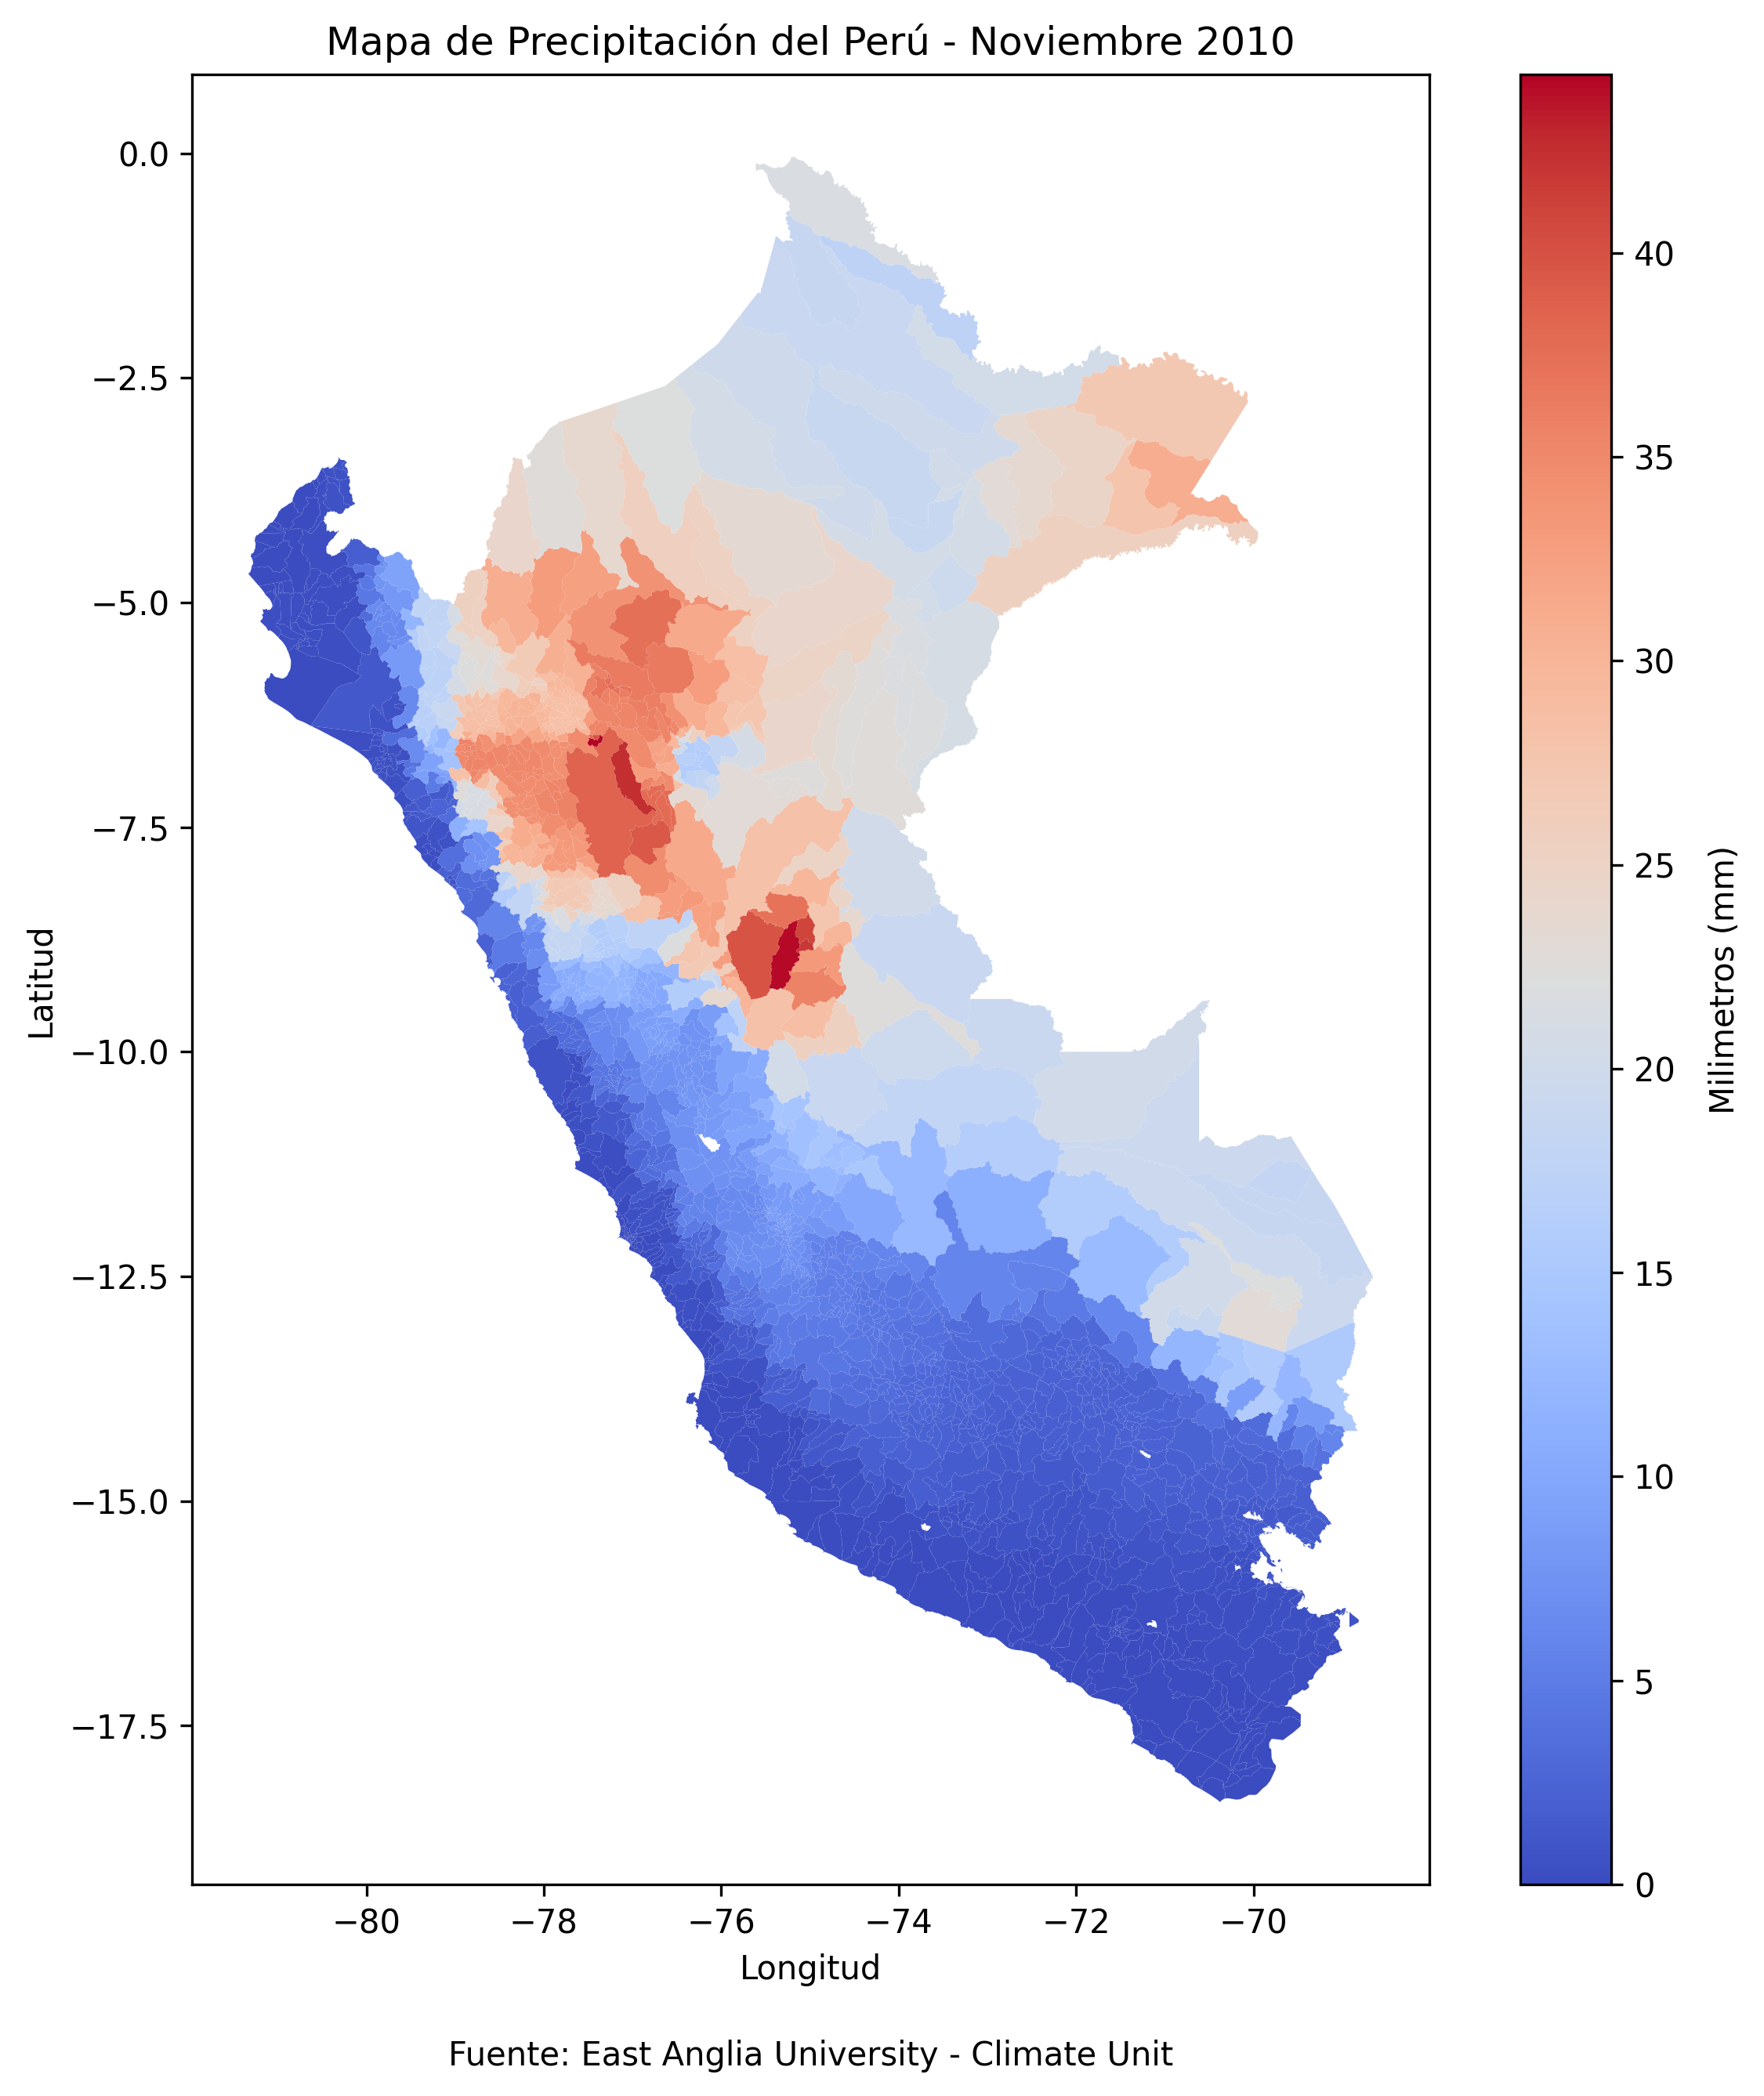 Mapa de Precipitación del Perú - Noviembre 2010
0.0
−2.5
−5.0
−7.5
−10.0
−12.5
−15.0
−17.5
Latitud
−80 −78 −76 −74 −72 −70
Longitud
40
35
30
25
20
15
10
5
0
Milimetros (mm)
Fuente: East Anglia University - Climate Unit